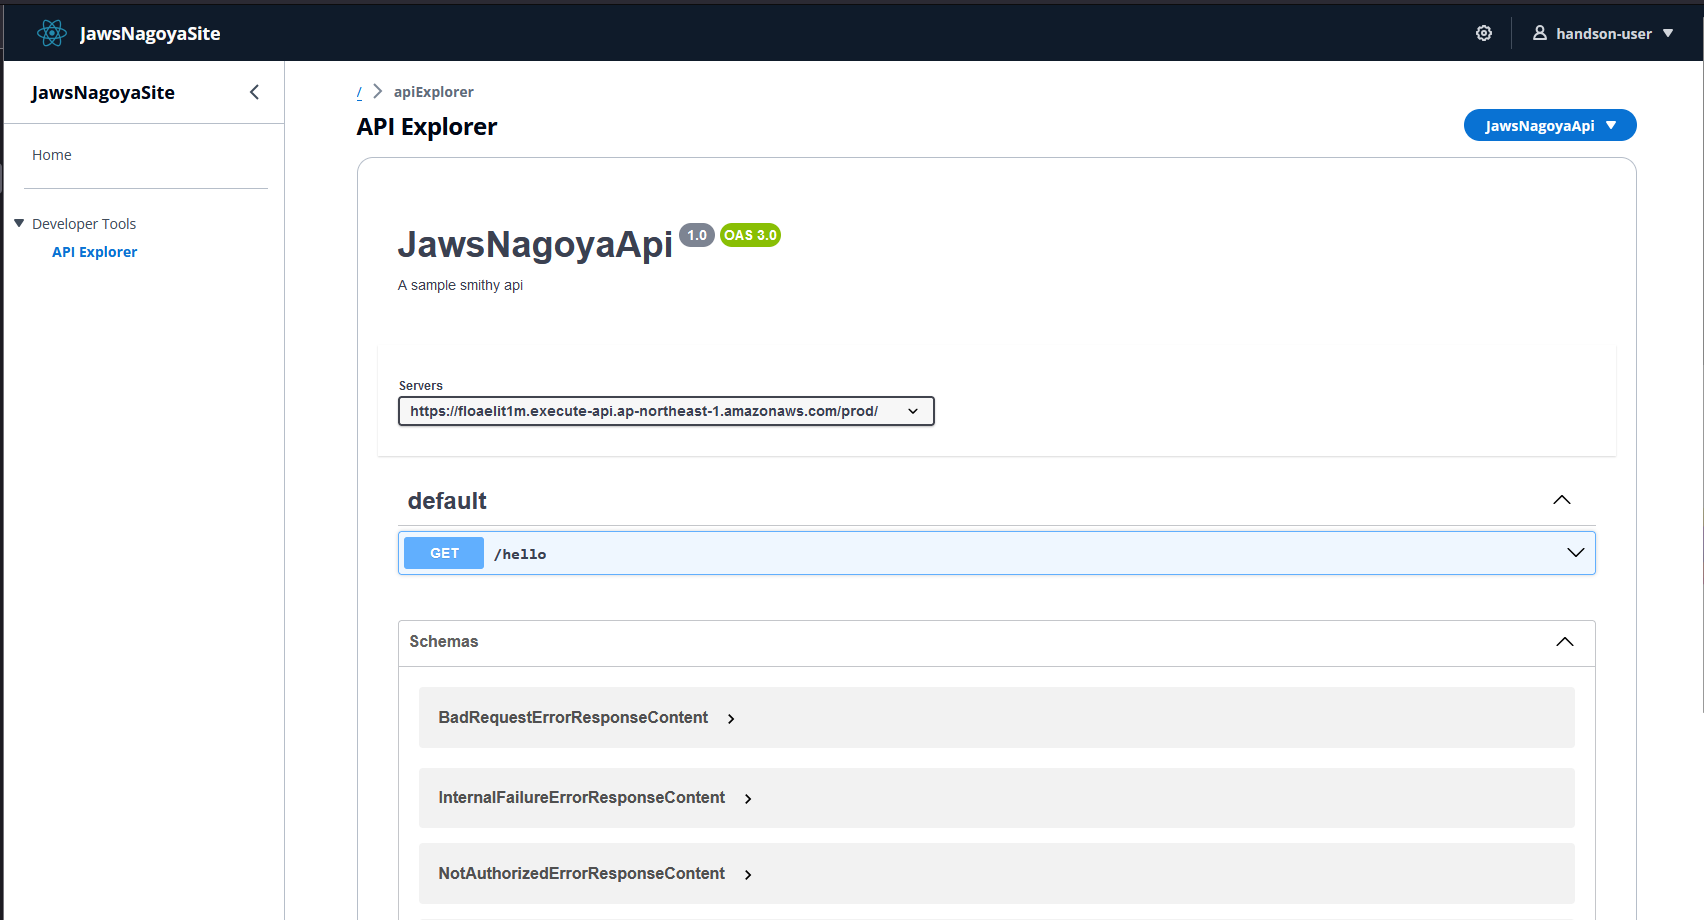 JawsNagoyaSite
handson-user
JawsNagoyaSite
Home
Developer Tools
API Explorer
/ apiExplorer
API Explorer
JawsNagoyaApi
JawsNagoyaApi 1.0 OAS 3.0
A sample smithy api
Servers
https://floaelit1m.execute-api.ap-northeast-1.amazonaws.com/prod/
default
GET /hello
Schemas
BadRequestErrorResponseContent
InternalFailureErrorResponseContent
NotAuthorizedErrorResponseContent